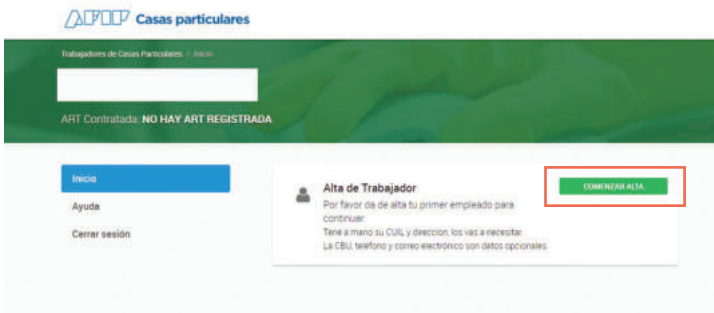 AFIP Casas particulares
Trabajadores de Casas Particulares / Inicio
ART Contratada: NO HAY ART REGISTRADA
Inicio
Ayuda
Cerrar sesión
Alta de Trabajador
COMENZAR ALTA
Por favor da de alta tu primer empleado para
continuar.
Tené a mano su CUIL y direccion, los vas a necesitar.
La CBU, teléfono y correo electrónico son datos opcionales.